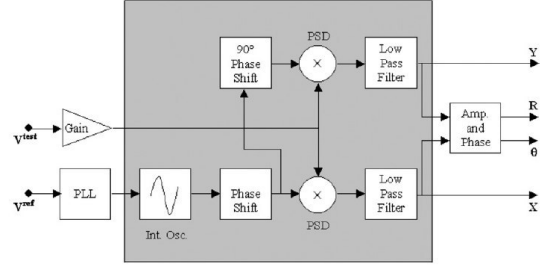 PSD
90°
Phase
Shift
×
Low
Pass
Filter
Y
Gain
V^test
Amp.
and
Phase
R
θ
V^ref
PLL
Int. Osc.
Phase
Shift
×
PSD
Low
Pass
Filter
X